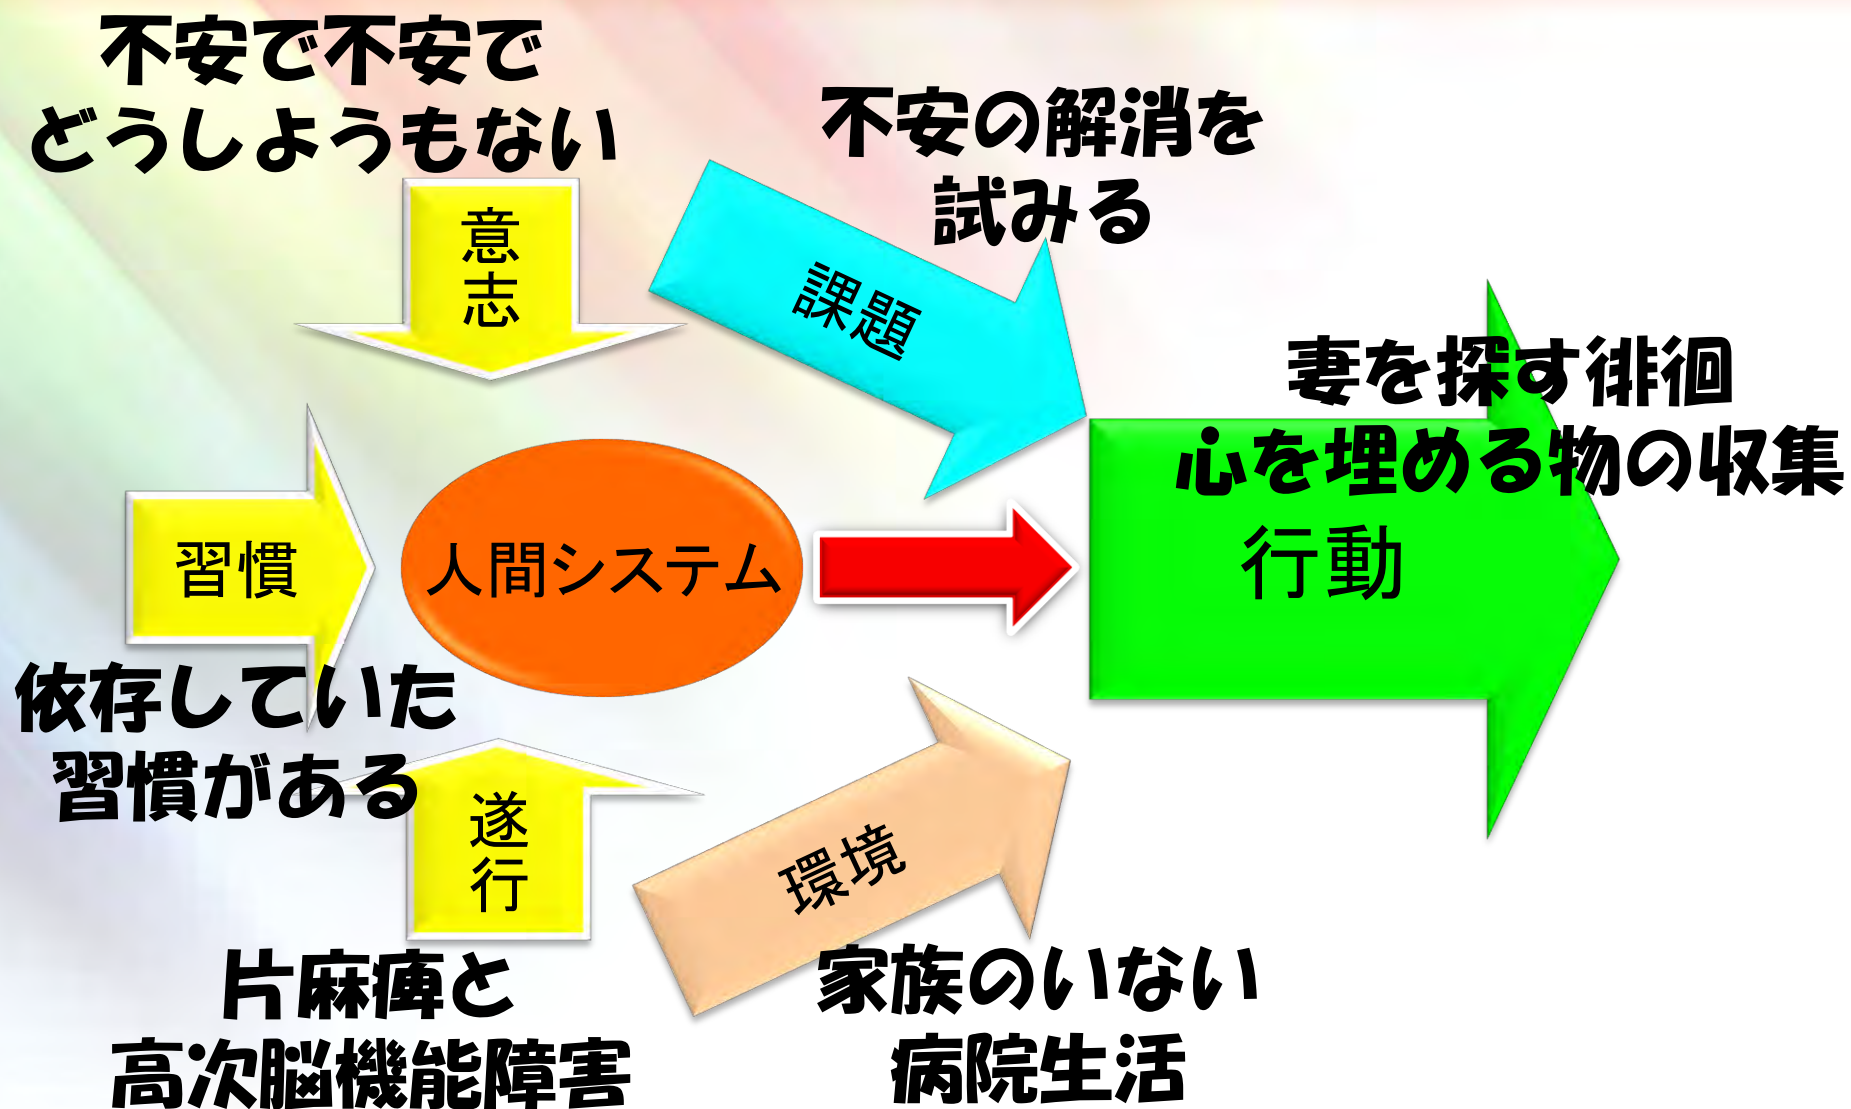 不安で不安で
どうしようもない
意志
不安の解消を
試みる
課題
妻を探す徘徊
心を埋める物の収集
行動
習慣
人間システム
依存していた
習慣がある
遂行
環境
片麻痺と
高次脳機能障害
家族のいない
病院生活